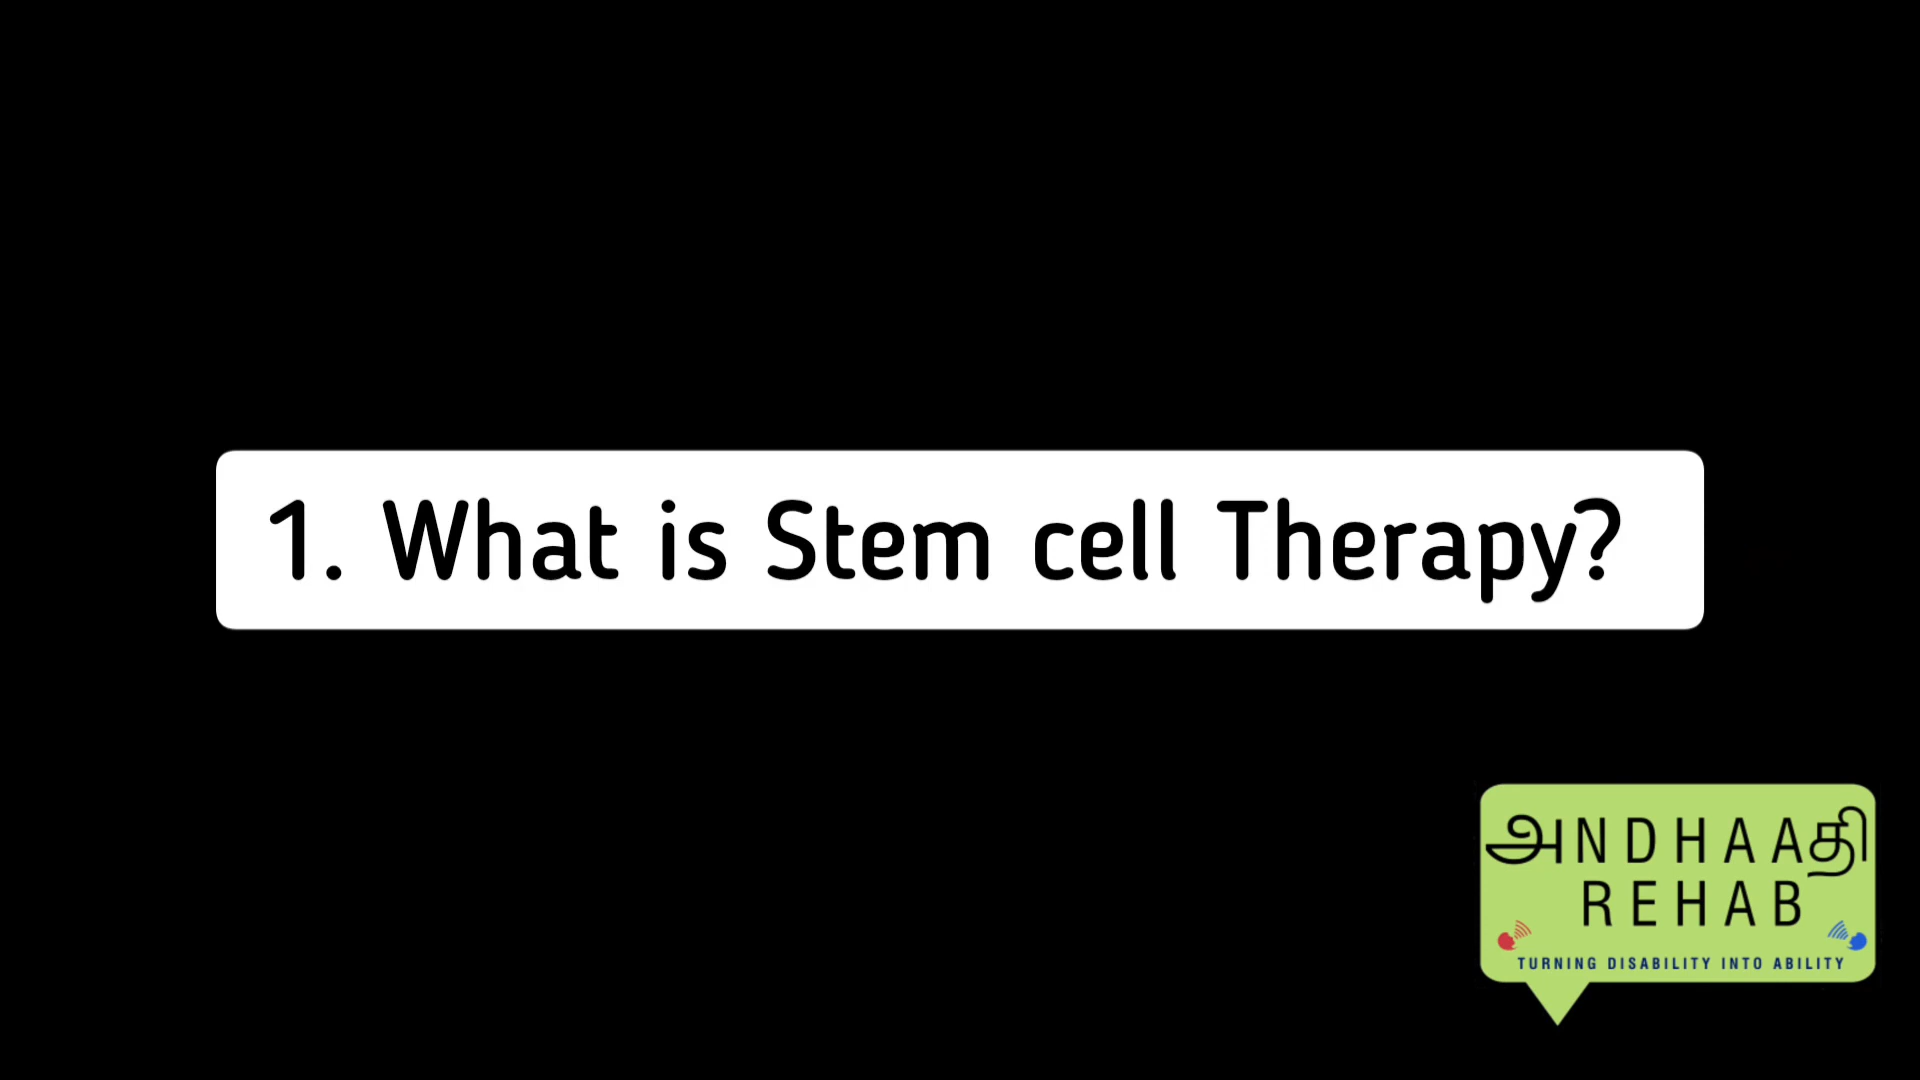 1. What is Stem cell Therapy?
அNDHAAதி
REHAB
TURNING DISABILITY INTO ABILITY